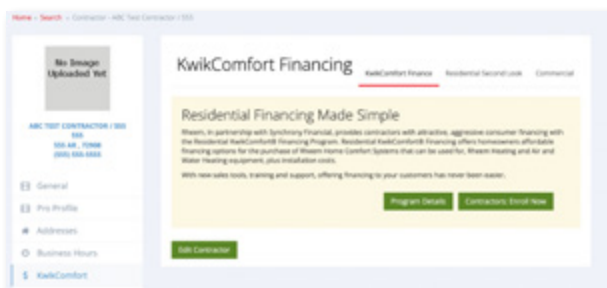 Home » Search » Contractor - ABC Test Contractor / 555
No Image
Uploaded Yet
ABC TEST CONTRACTOR / 555
555
555 AR , 72908
(555) 555-5555
General
Pro Profile
Addresses
Business Hours
$ KwikComfort
KwikComfort Financing
KwikComfort Finance
Residential Second Look
Commercial
Residential Financing Made Simple
Rheem, in partnership with Synchrony Financial, provides contractors with attractive, aggressive consumer financing with
the Residential KwikComfort® Financing Program. Residential KwikComfort® Financing offers homeowners affordable
financing options for the purchase of Rheem Home Comfort Systems that can be used for, Rheem Heating and Air and
Water Heating equipment, plus installation costs.
With new sales tools, training and support, offering financing to your customers has never been easier.
Program Details
Contractors: Enroll Now
Edit Contractor